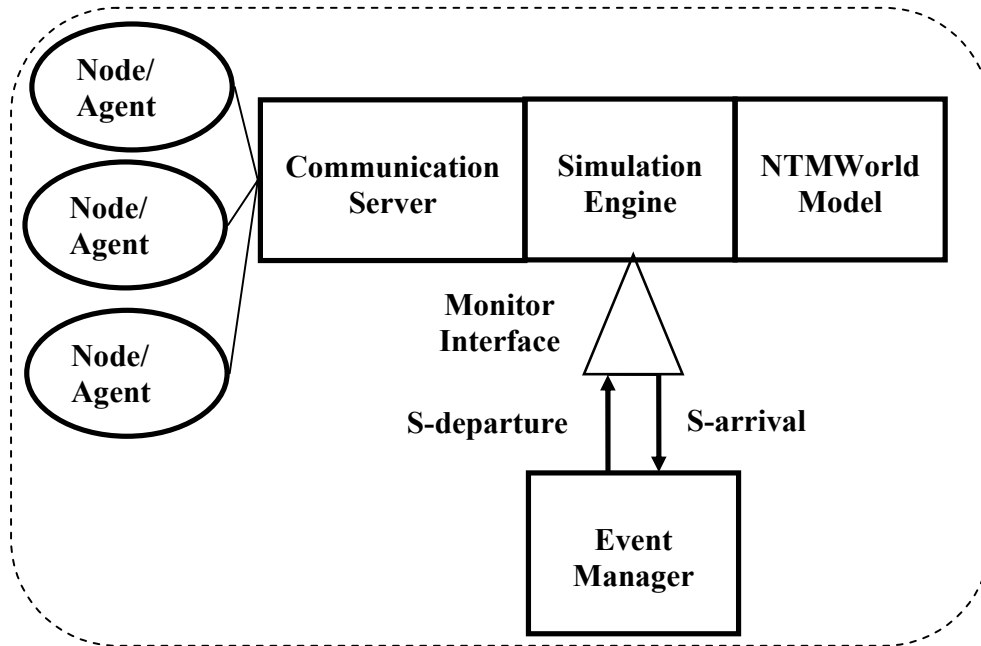 Node/
Agent
Node/
Agent
Node/
Agent
Communication
Server
Simulation
Engine
NTMWorld
Model
Monitor
Interface
S-departure
S-arrival
Event
Manager